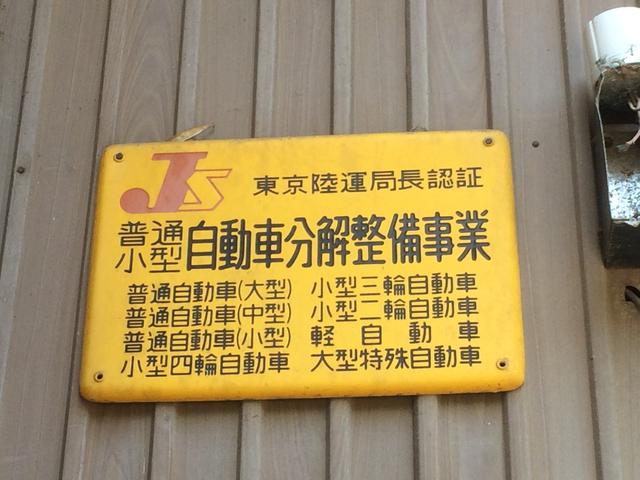 JS
東京陸運局長認証
普通
小型
自動車分解整備事業
普通自動車(大型) 小型三輪自動車
普通自動車(中型) 小型二輪自動車
普通自動車(小型) 軽自動車
小型四輪自動車 大型特殊自動車